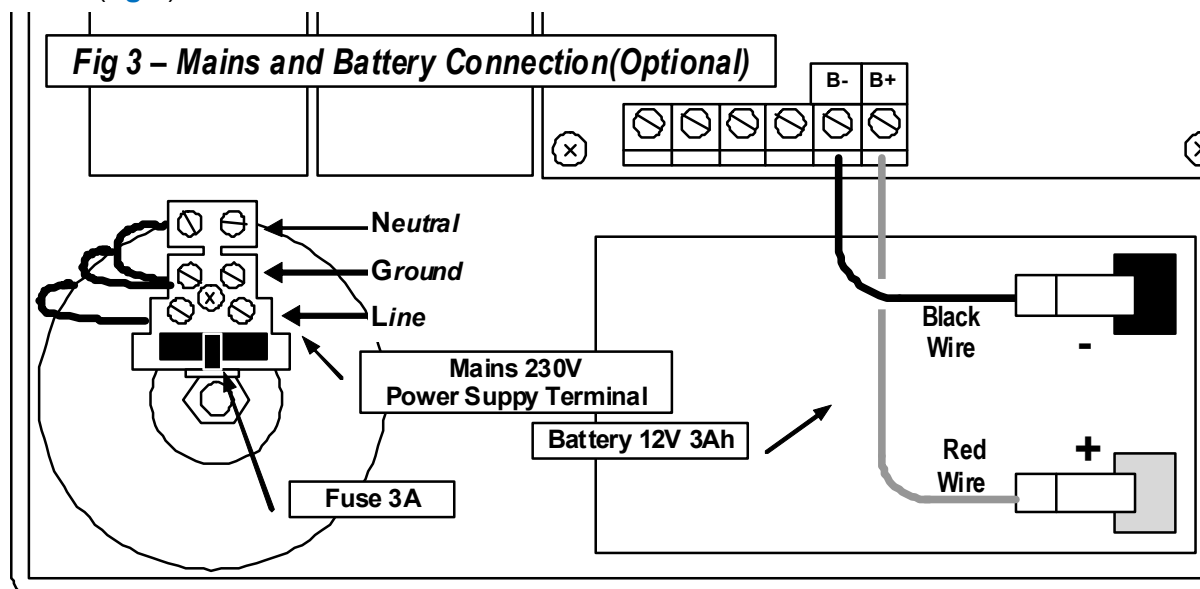 Fig 3 – Mains and Battery Connection(Optional)
B- B+
Neutral
Ground
Line
Mains 230V
Power Suppy Terminal
Battery 12V 3Ah
Fuse 3A
Black
Wire
-
Red
Wire
+